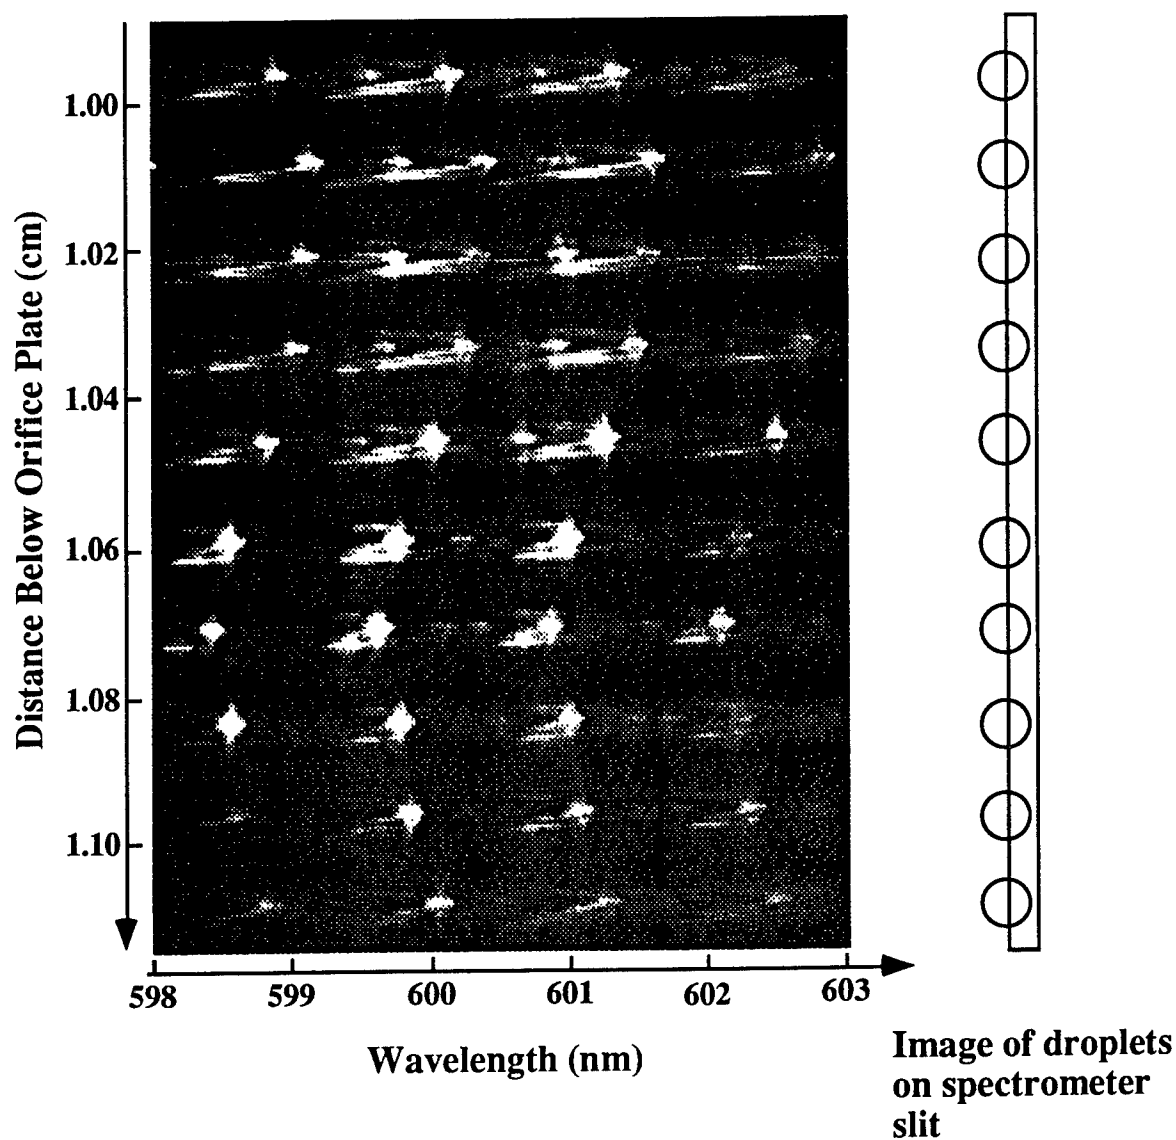 Distance Below Orifice Plate (cm)
1.00
1.02
1.04
1.06
1.08
1.10
598 599 600 601 602 603
Wavelength (nm)
Image of droplets
on spectrometer
slit